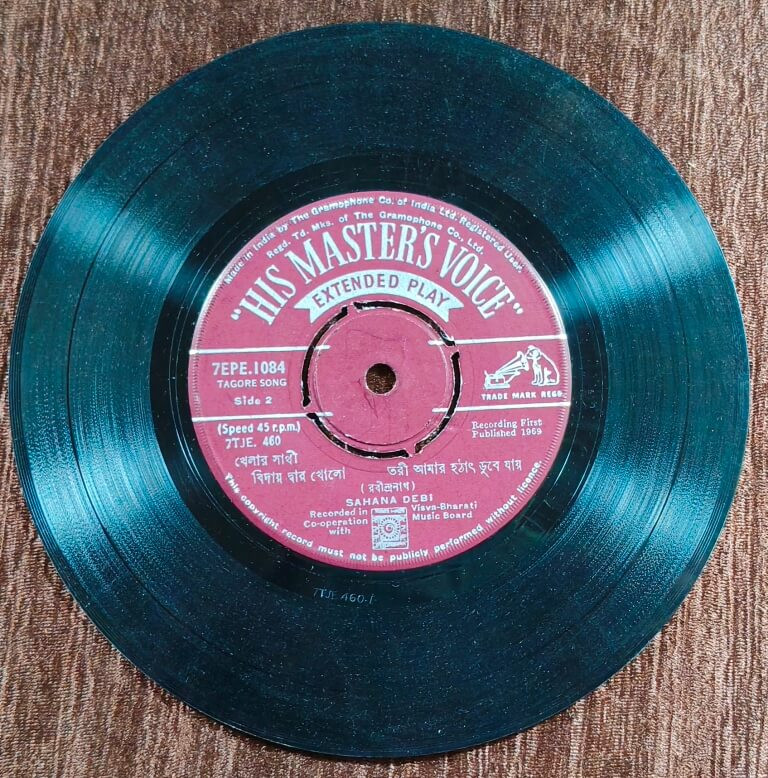 Made in India by The Gramophone Co. of India Ltd. Registered User.
Regd. Td. Mks. of The Gramophone Co., Ltd.
"HIS MASTER'S VOICE"
EXTENDED PLAY
7EPE.1084
TAGORE SONG
Side 2
TRADE MARK REGD.
(Speed 45 r.p.m.)
7TJE. 460
Recording First
Published 1969
খেলার সাথী
বিদায় দ্বার খোলো
তরী আমার হঠাৎ ডুবে যায়
(রবীন্দ্রনাথ)
SAHANA DEBI
Recorded in
Co-operation
with
Visva-Bharati
Music Board
This copyright record must not be publicly performed without licence.
7TJE 460-1